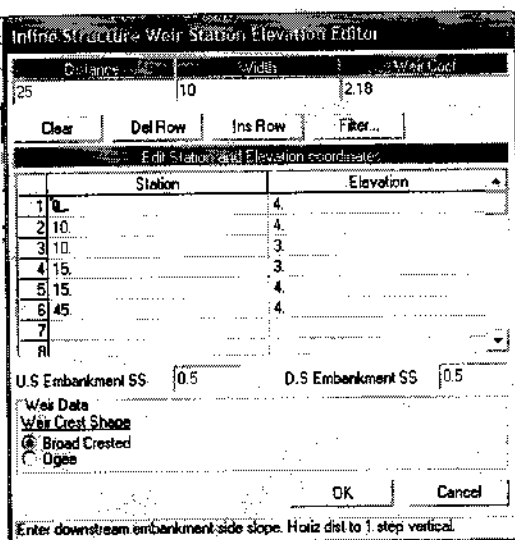 Inline Structure Weir Station Elevation Editor
Distance Width Weir Coef
25 10 2.18
Clear Del Row Ins Row Filter...
Edit Station and Elevation coordinates
Station Elevation
1 0. 4.
2 10. 4.
3 10. 3.
4 15. 3.
5 15. 4.
6 45. 4.
7
8
U.S Embankment SS 0.5 D.S Embankment SS 0.5
Weir Data
Weir Crest Shape
Broad Crested
Ogee
OK Cancel
Enter downstream embankment side slope. Horiz dist to 1 step vertical.